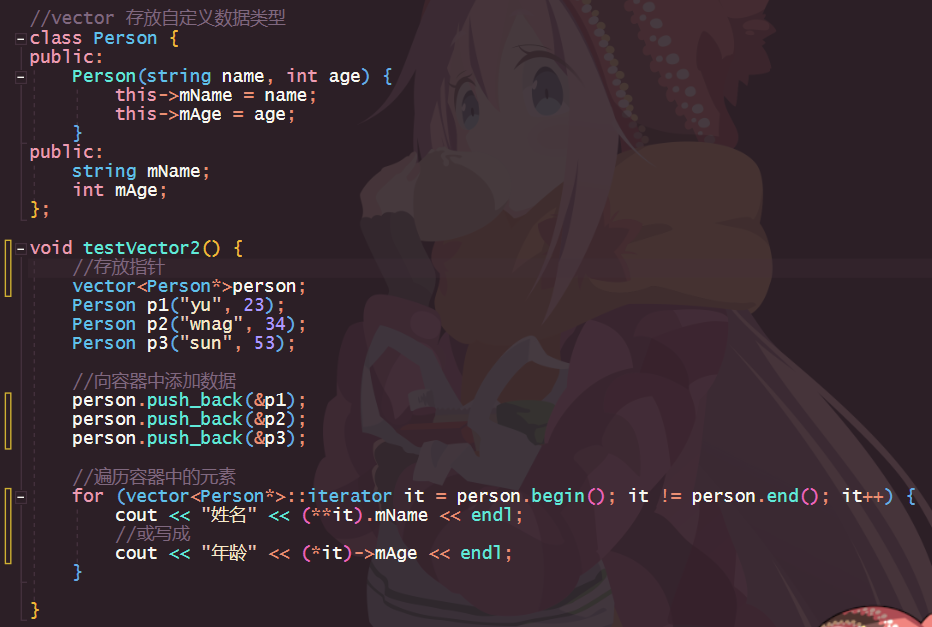 //vector 存放自定义数据类型
class Person {
public:
    Person(string name, int age) {
        this->mName = name;
        this->mAge = age;
    }
public:
    string mName;
    int mAge;
};
void testVector2() {
    //存放指针
    vector<Person*>person;
    Person p1("yu", 23);
    Person p2("wnag", 34);
    Person p3("sun", 53);
    //向容器中添加数据
    person.push_back(&p1);
    person.push_back(&p2);
    person.push_back(&p3);
    //遍历容器中的元素
    for (vector<Person*>::iterator it = person.begin(); it != person.end(); it++) {
        cout << "姓名" << (**it).mName << endl;
        //或写成
        cout << "年龄" << (*it)->mAge << endl;
    }
}